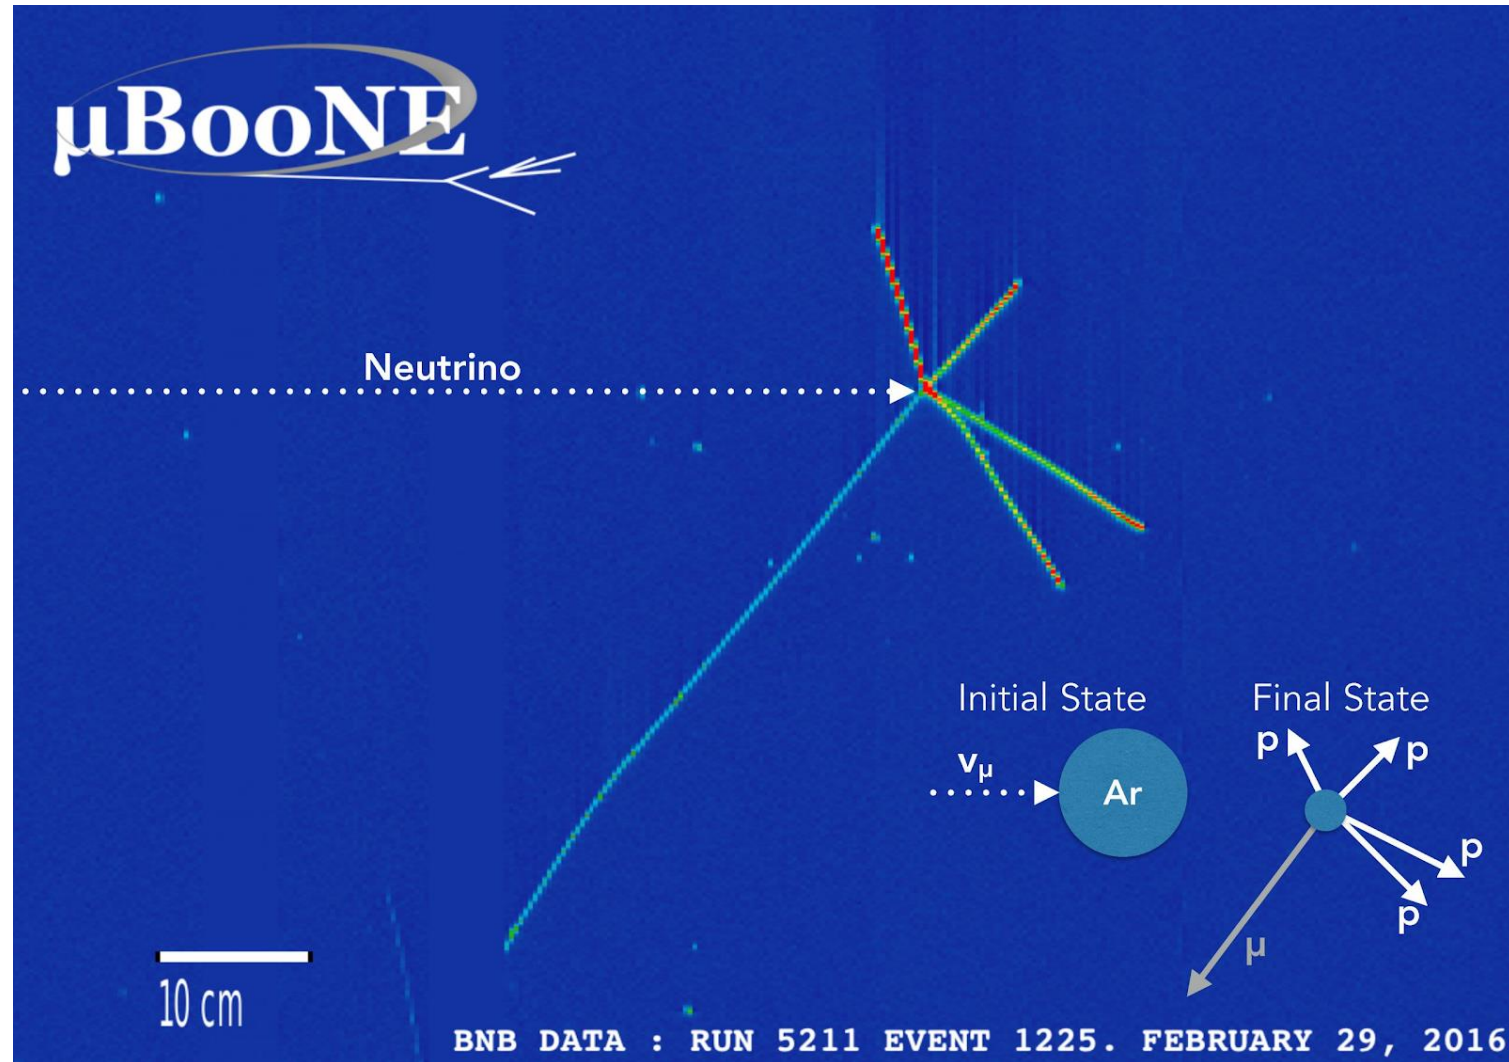 µBooNE
Neutrino
Initial State
Final State
νμ
Ar
p
p
p
p
μ
10 cm
BNB DATA : RUN 5211 EVENT 1225. FEBRUARY 29, 2016